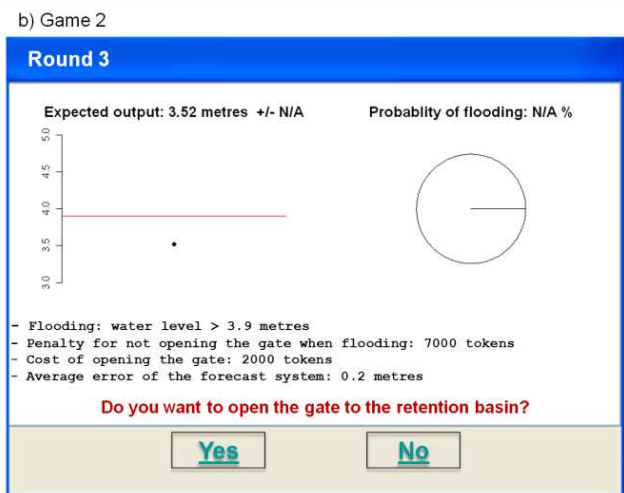 b) Game 2
Round 3
Expected output: 3.52 metres +/- N/A
Probablity of flooding: N/A %
5.0
4.5
4.0
3.5
3.0
- Flooding: water level > 3.9 metres
- Penalty for not opening the gate when flooding: 7000 tokens
- Cost of opening the gate: 2000 tokens
- Average error of the forecast system: 0.2 metres
Do you want to open the gate to the retention basin?
Yes
No